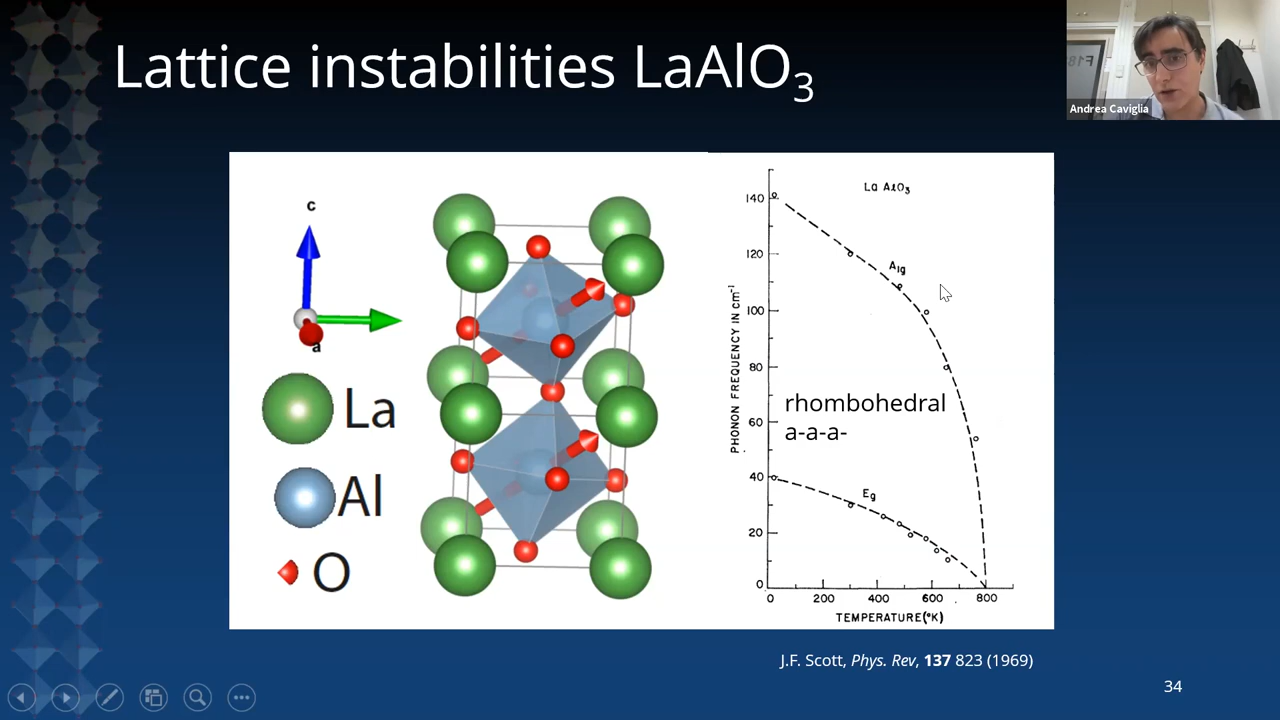 Lattice instabilities LaAlO₃
Andrea Caviglia
c
a
La
Al
O
La AlO₃
140
120
100
80
60
40
20
0
PHONON FREQUENCY IN cm⁻¹
A1g
rhombohedral
a-a-a-
Eg
0 200 400 600 800
TEMPERATURE(°K)
J.F. Scott, Phys. Rev, 137 823 (1969)
34